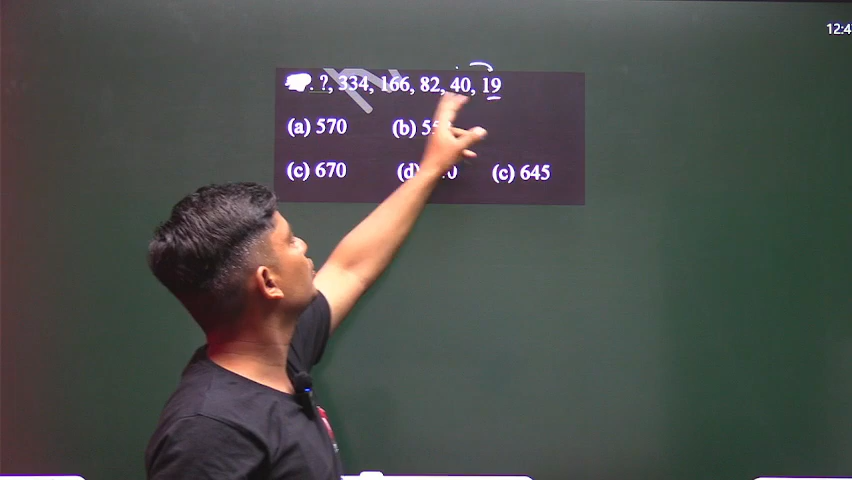 12:4
. ?, 334, 166, 82, 40, 19
(a) 570 (b)
(c) 670 (d) (c) 645